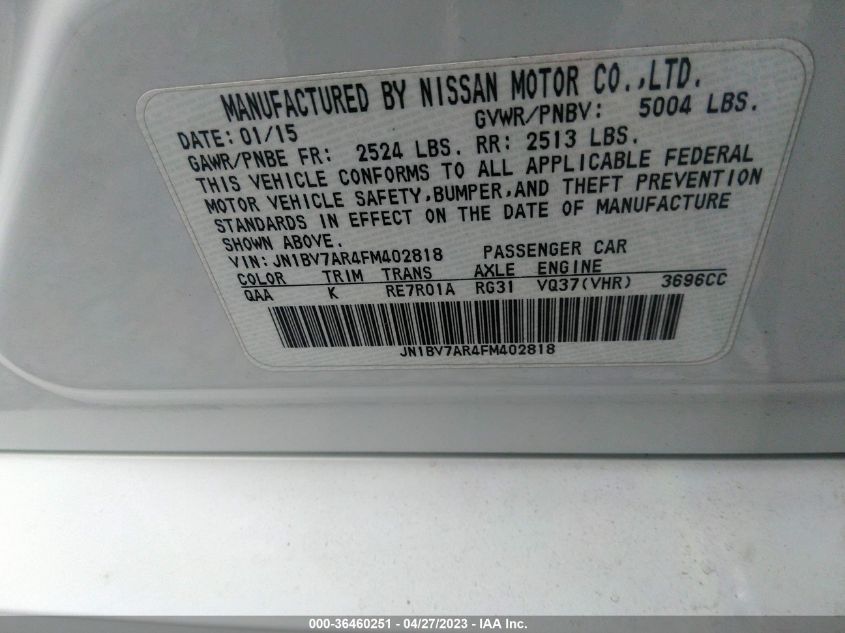 MANUFACTURED BY NISSAN MOTOR CO.,LTD.
DATE:01/15 GVWR/PNBV: 5004 LBS.
GAWR/PNBE FR: 2524 LBS. RR: 2513 LBS.
THIS VEHICLE CONFORMS TO ALL APPLICABLE FEDERAL
MOTOR VEHICLE SAFETY,BUMPER,AND THEFT PREVENTION
STANDARDS IN EFFECT ON THE DATE OF MANUFACTURE
SHOWN ABOVE.
VIN:JN1BV7AR4FM402818 PASSENGER CAR
COLOR TRIM TRANS AXLE ENGINE
QAA K RE7R01A RG31 VQ37(VHR) 3696CC
JN1BV7AR4FM402818
000-36460251 - 04/27/2023 - IAA Inc.